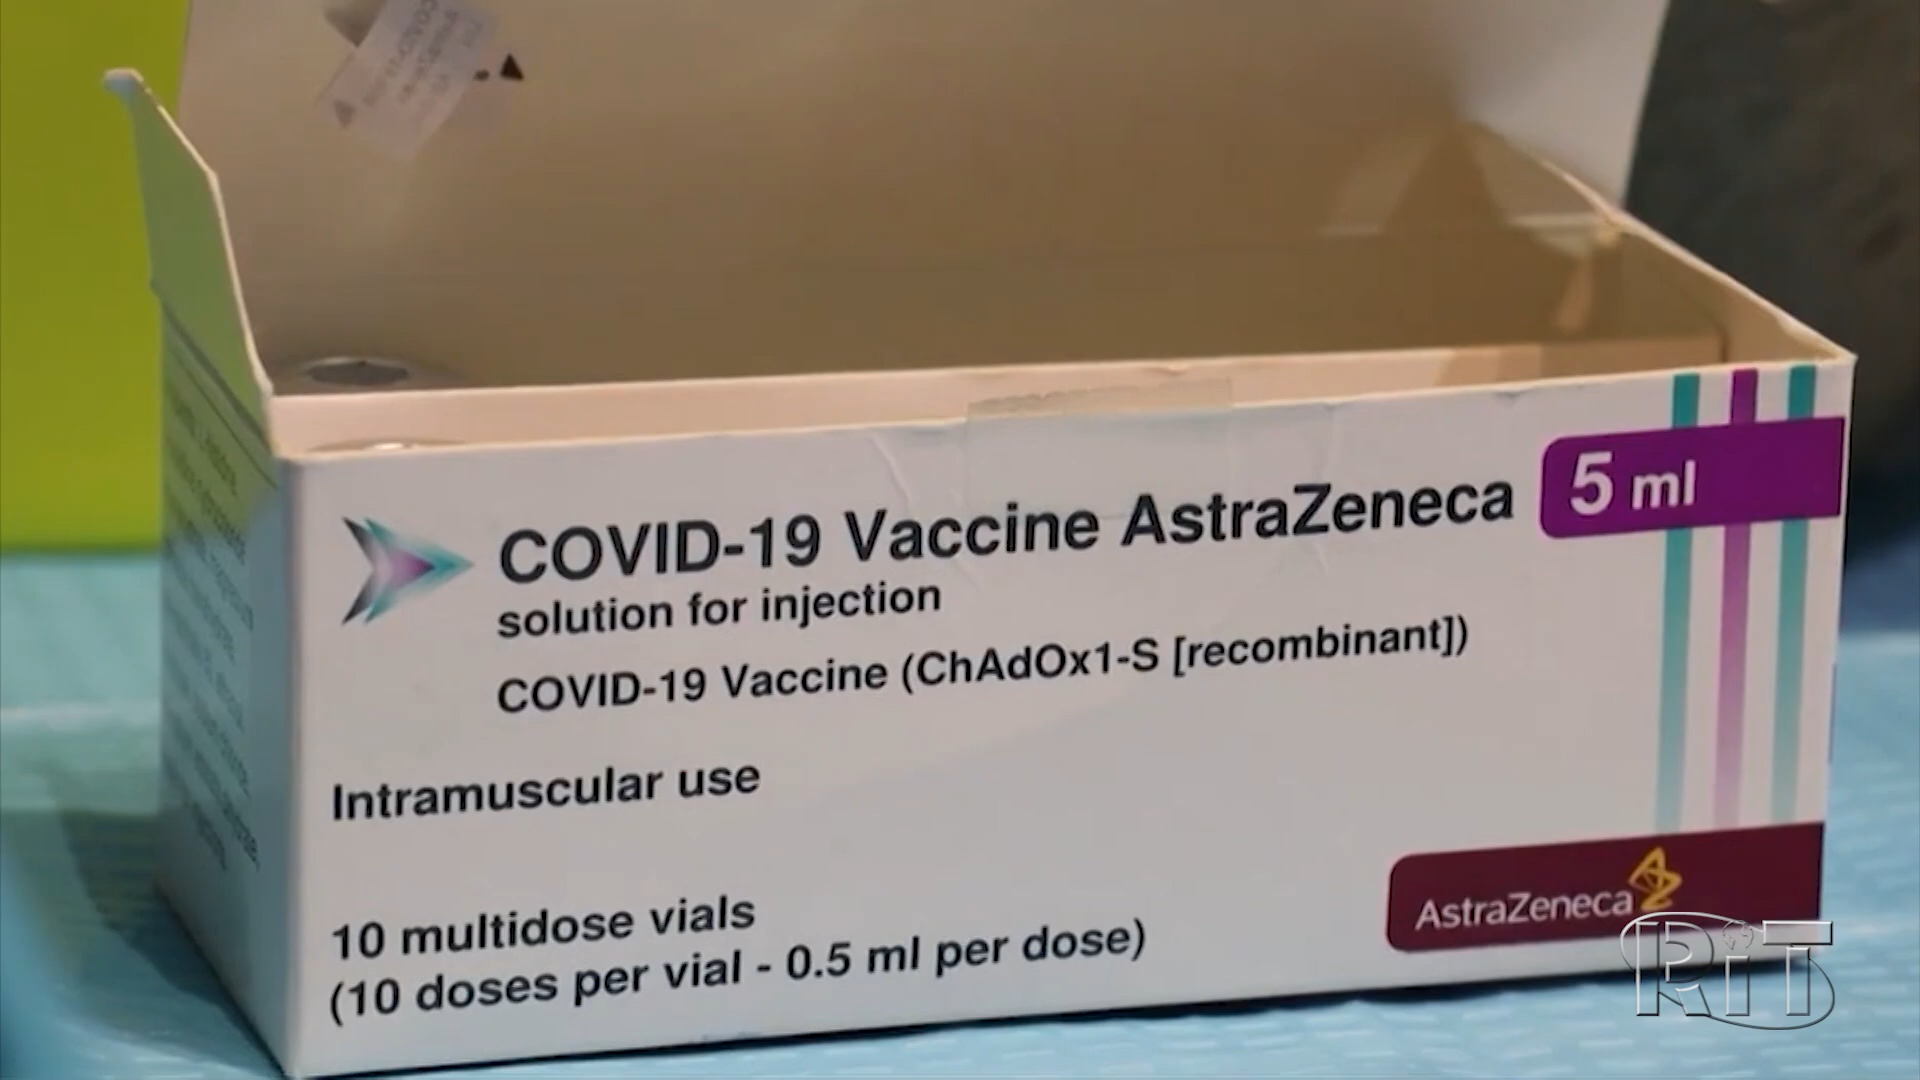 COVID-19 Vaccine AstraZeneca
5 ml
solution for injection
COVID-19 Vaccine (ChAdOx1-S [recombinant])
Intramuscular use
10 multidose vials
(10 doses per vial - 0.5 ml per dose)
AstraZeneca
RiT